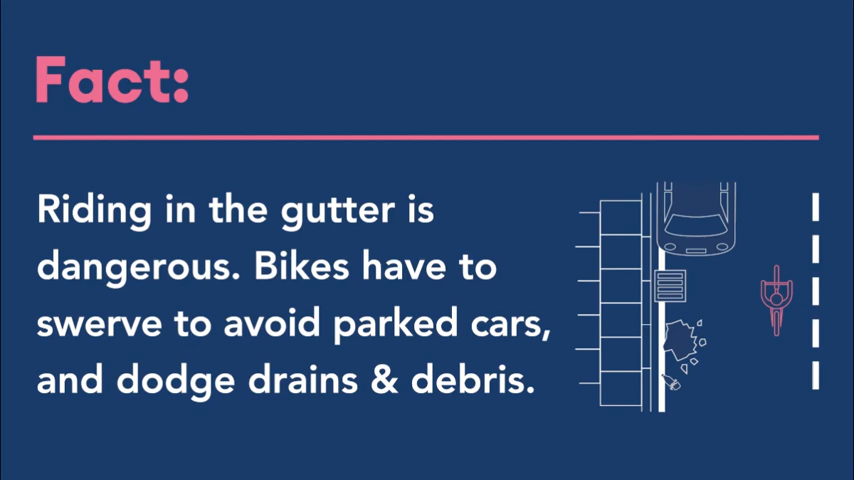 Fact:
Riding in the gutter is
dangerous. Bikes have to
swerve to avoid parked cars,
and dodge drains & debris.